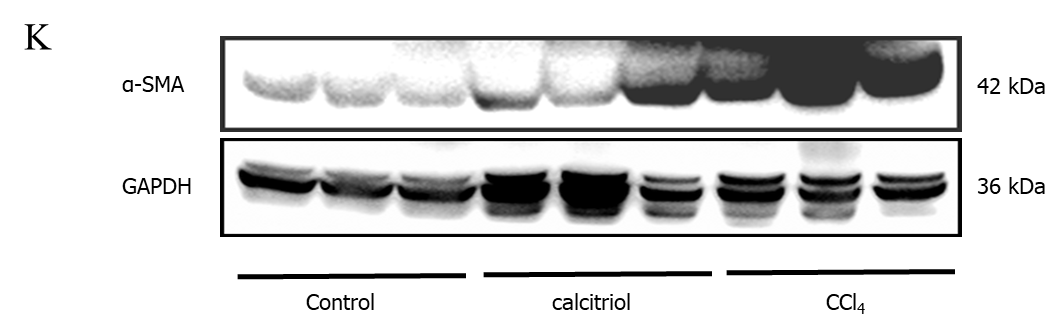 K
α-SMA
42 kDa
GAPDH
36 kDa
Control
calcitriol
CCl₄